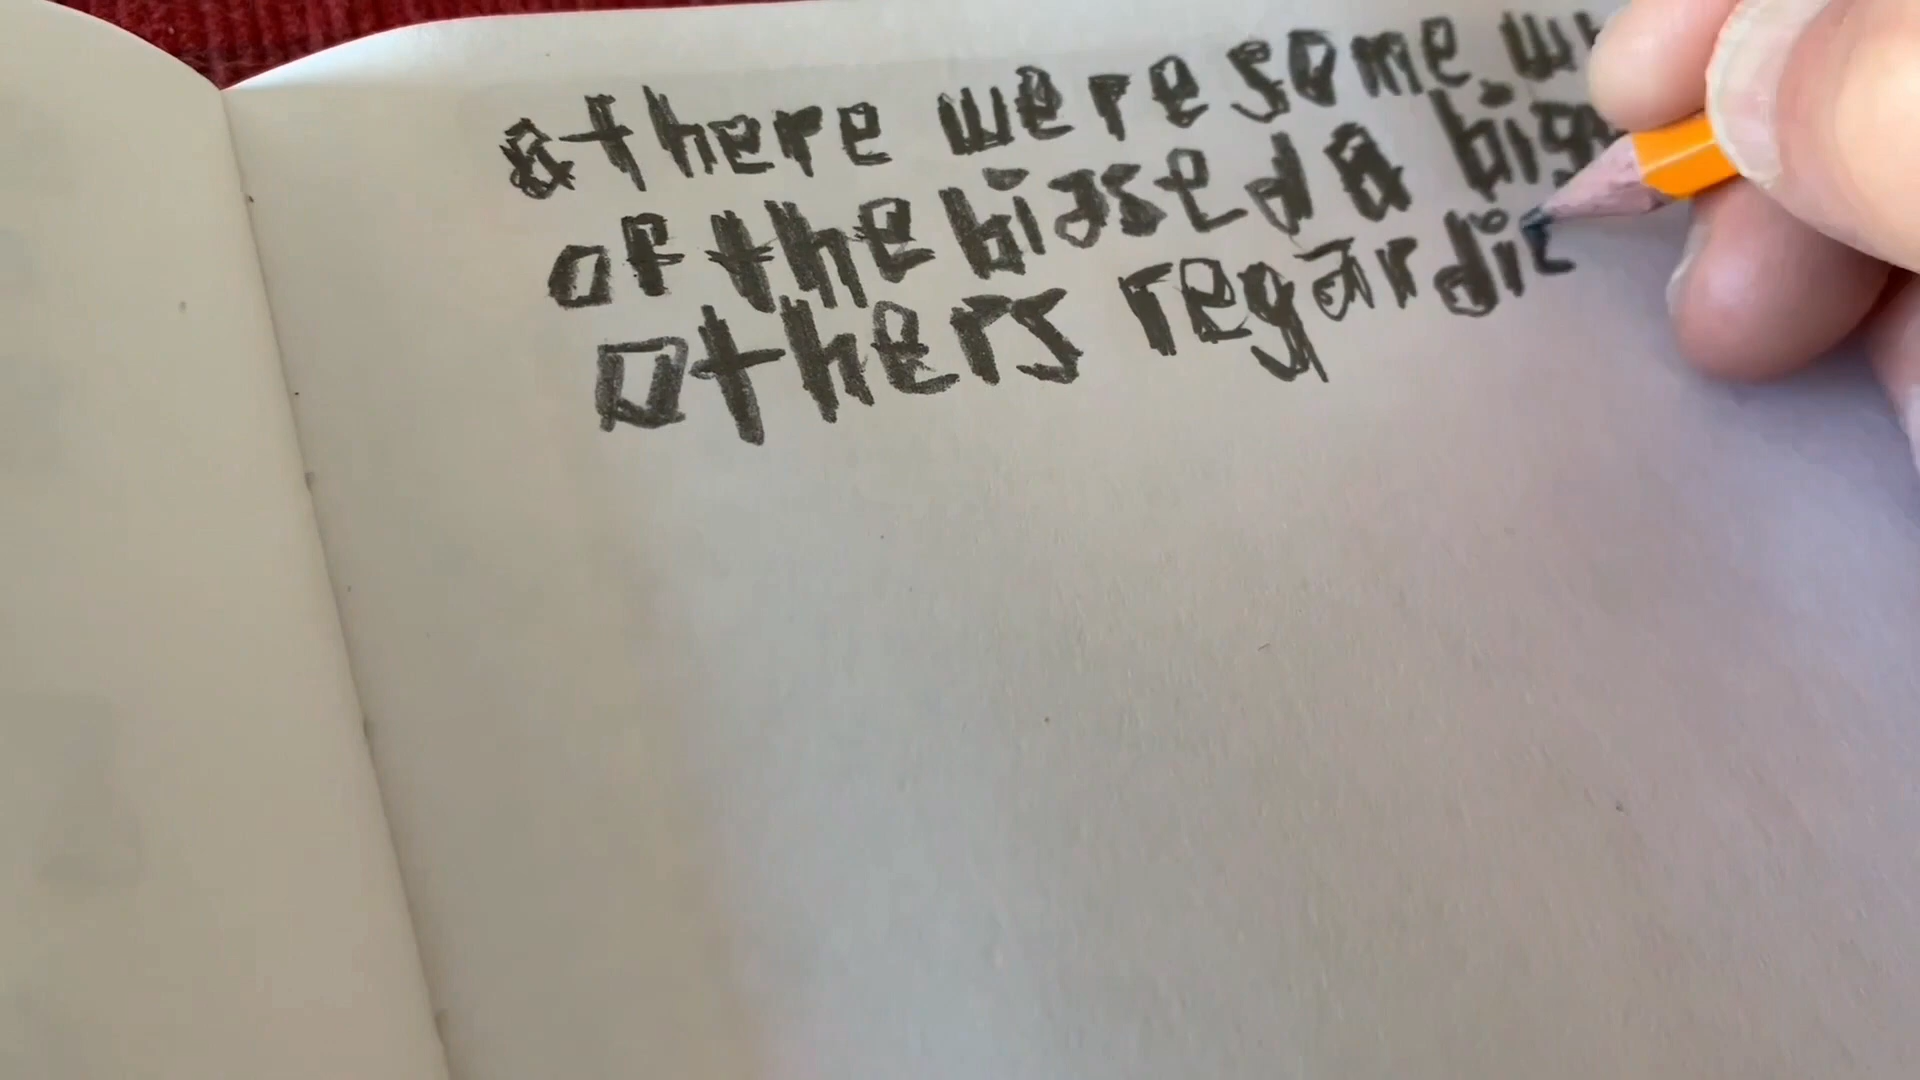 a there were some
of the biased a
others regardi